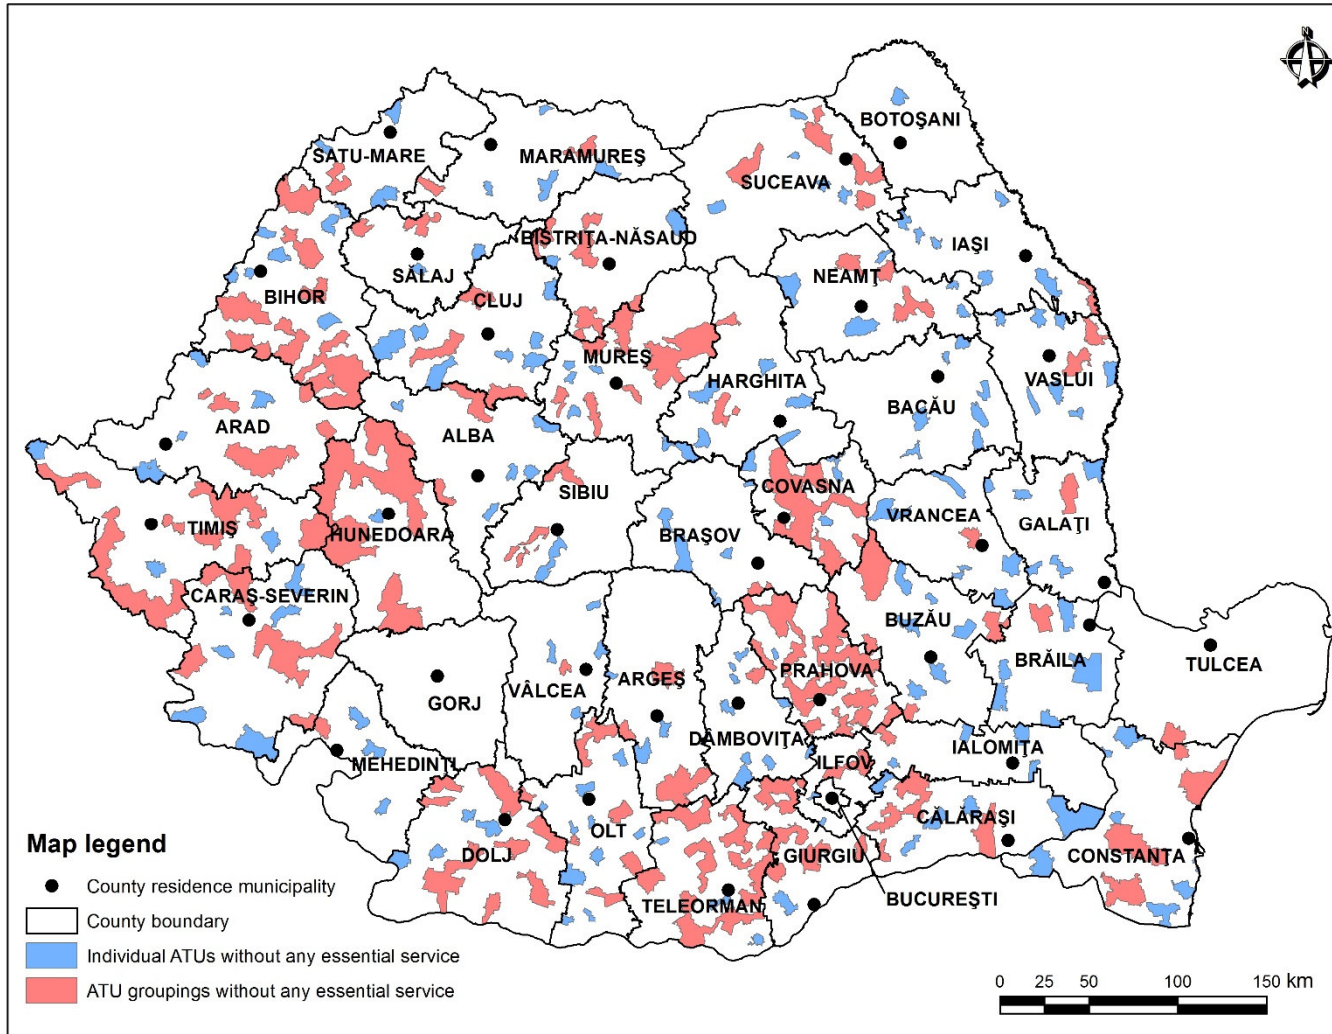 N
BOTOŞANI
SATU-MARE
MARAMUREŞ
SUCEAVA
BISTRIŢA-NĂSAUD
IAŞI
SĂLAJ
NEAMŢ
BIHOR
CLUJ
MUREŞ
HARGHITA
VASLUI
BACĂU
ARAD
ALBA
SIBIU
COVASNA
VRANCEA
GALAŢI
TIMIŞ
HUNEDOARA
BRAŞOV
CARAŞ-SEVERIN
BUZĂU
PRAHOVA
BRĂILA
TULCEA
GORJ
VÂLCEA
ARGEŞ
DÂMBOVIŢA
IALOMIŢA
ILFOV
MEHEDINŢI
CĂLĂRAŞI
OLT
DOLJ
GIURGIU
CONSTANŢA
TELEORMAN
BUCUREŞTI
Map legend
County residence municipality
County boundary
Individual ATUs without any essential service
ATU groupings without any essential service
0 25 50 100 150 km